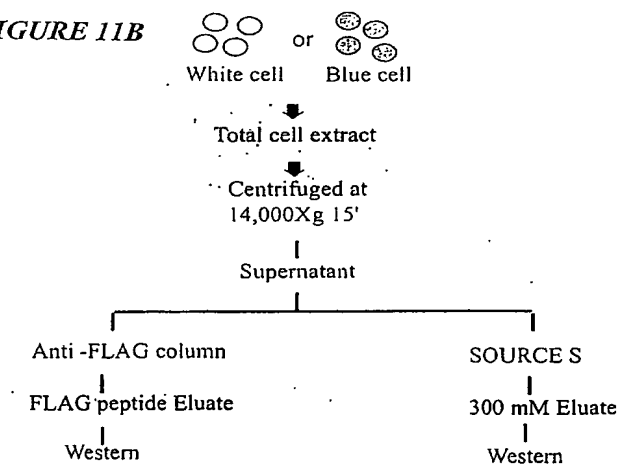 IGURE 11B
or
White cell Blue cell
Total cell extract
Centrifuged at
14,000Xg 15'
Supernatant
Anti -FLAG column
SOURCE S
FLAG peptide Eluate
300 mM Eluate
Western
Western